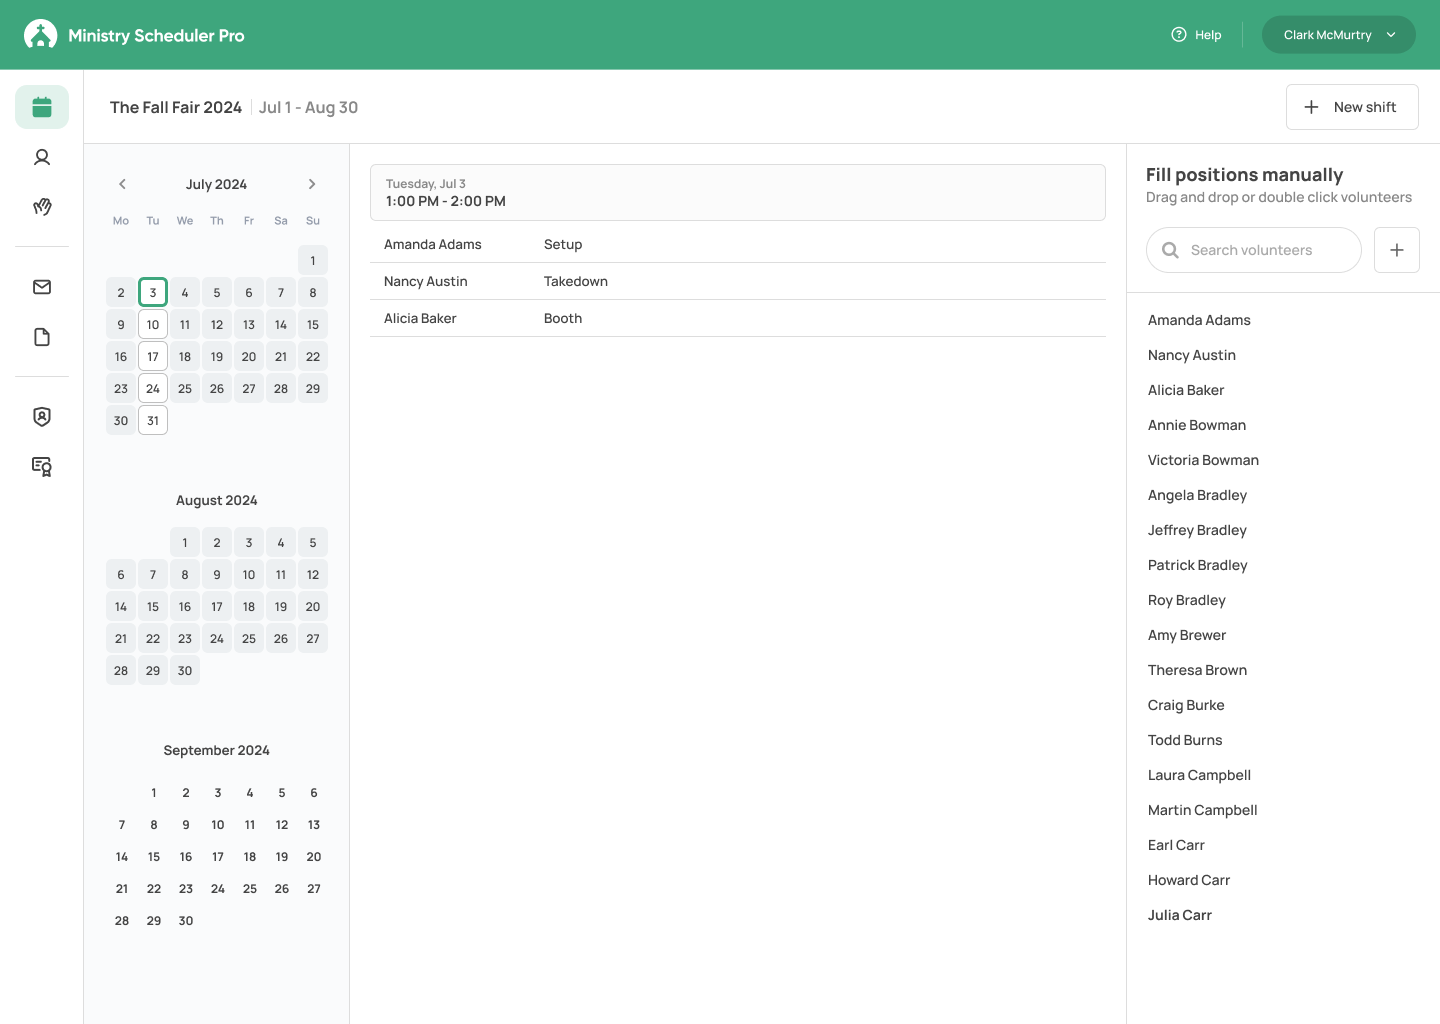 Ministry Scheduler Pro
Help
Clark McMurtry
The Fall Fair 2024
Jul 1 - Aug 30
New shift
July 2024
Mo Tu We Th Fr Sa Su
1
2 3 4 5 6 7 8
9 10 11 12 13 14 15
16 17 18 19 20 21 22
23 24 25 26 27 28 29
30 31
August 2024
1 2 3 4 5
6 7 8 9 10 11 12
14 15 16 17 18 19 20
21 22 23 24 25 26 27
28 29 30
September 2024
1 2 3 4 5 6
7 8 9 10 11 12 13
14 15 16 17 18 19 20
21 22 23 24 25 26 27
28 29 30
Tuesday, Jul 3
1:00 PM - 2:00 PM
Amanda Adams Setup
Nancy Austin Takedown
Alicia Baker Booth
Fill positions manually
Drag and drop or double click volunteers
Search volunteers
Amanda Adams
Nancy Austin
Alicia Baker
Annie Bowman
Victoria Bowman
Angela Bradley
Jeffrey Bradley
Patrick Bradley
Roy Bradley
Amy Brewer
Theresa Brown
Craig Burke
Todd Burns
Laura Campbell
Martin Campbell
Earl Carr
Howard Carr
Julia Carr